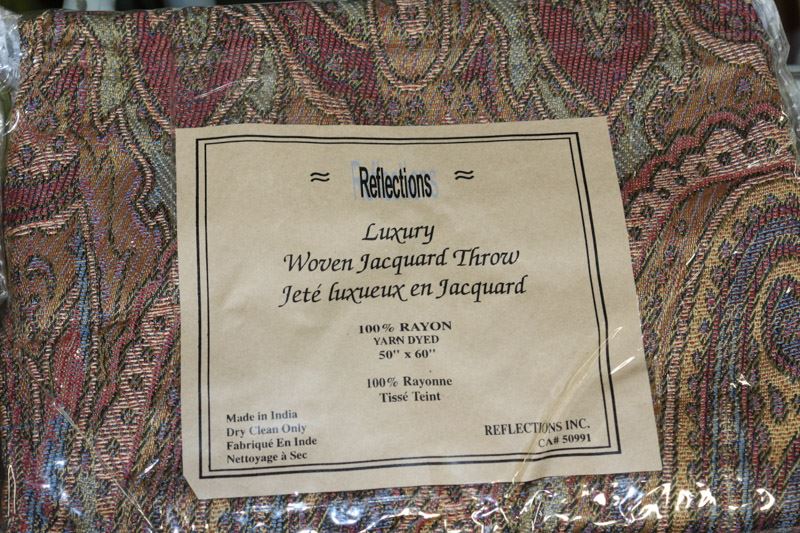 ≈ Reflections ≈
Luxury
Woven Jacquard Throw
Jeté luxueux en Jacquard
100% RAYON
YARN DYED
50" x 60"
100% Rayonne
Tissé Teint
Made in India
Dry Clean Only
Fabriqué En Inde
Nettoyage à Sec
REFLECTIONS INC.
CA# 50991